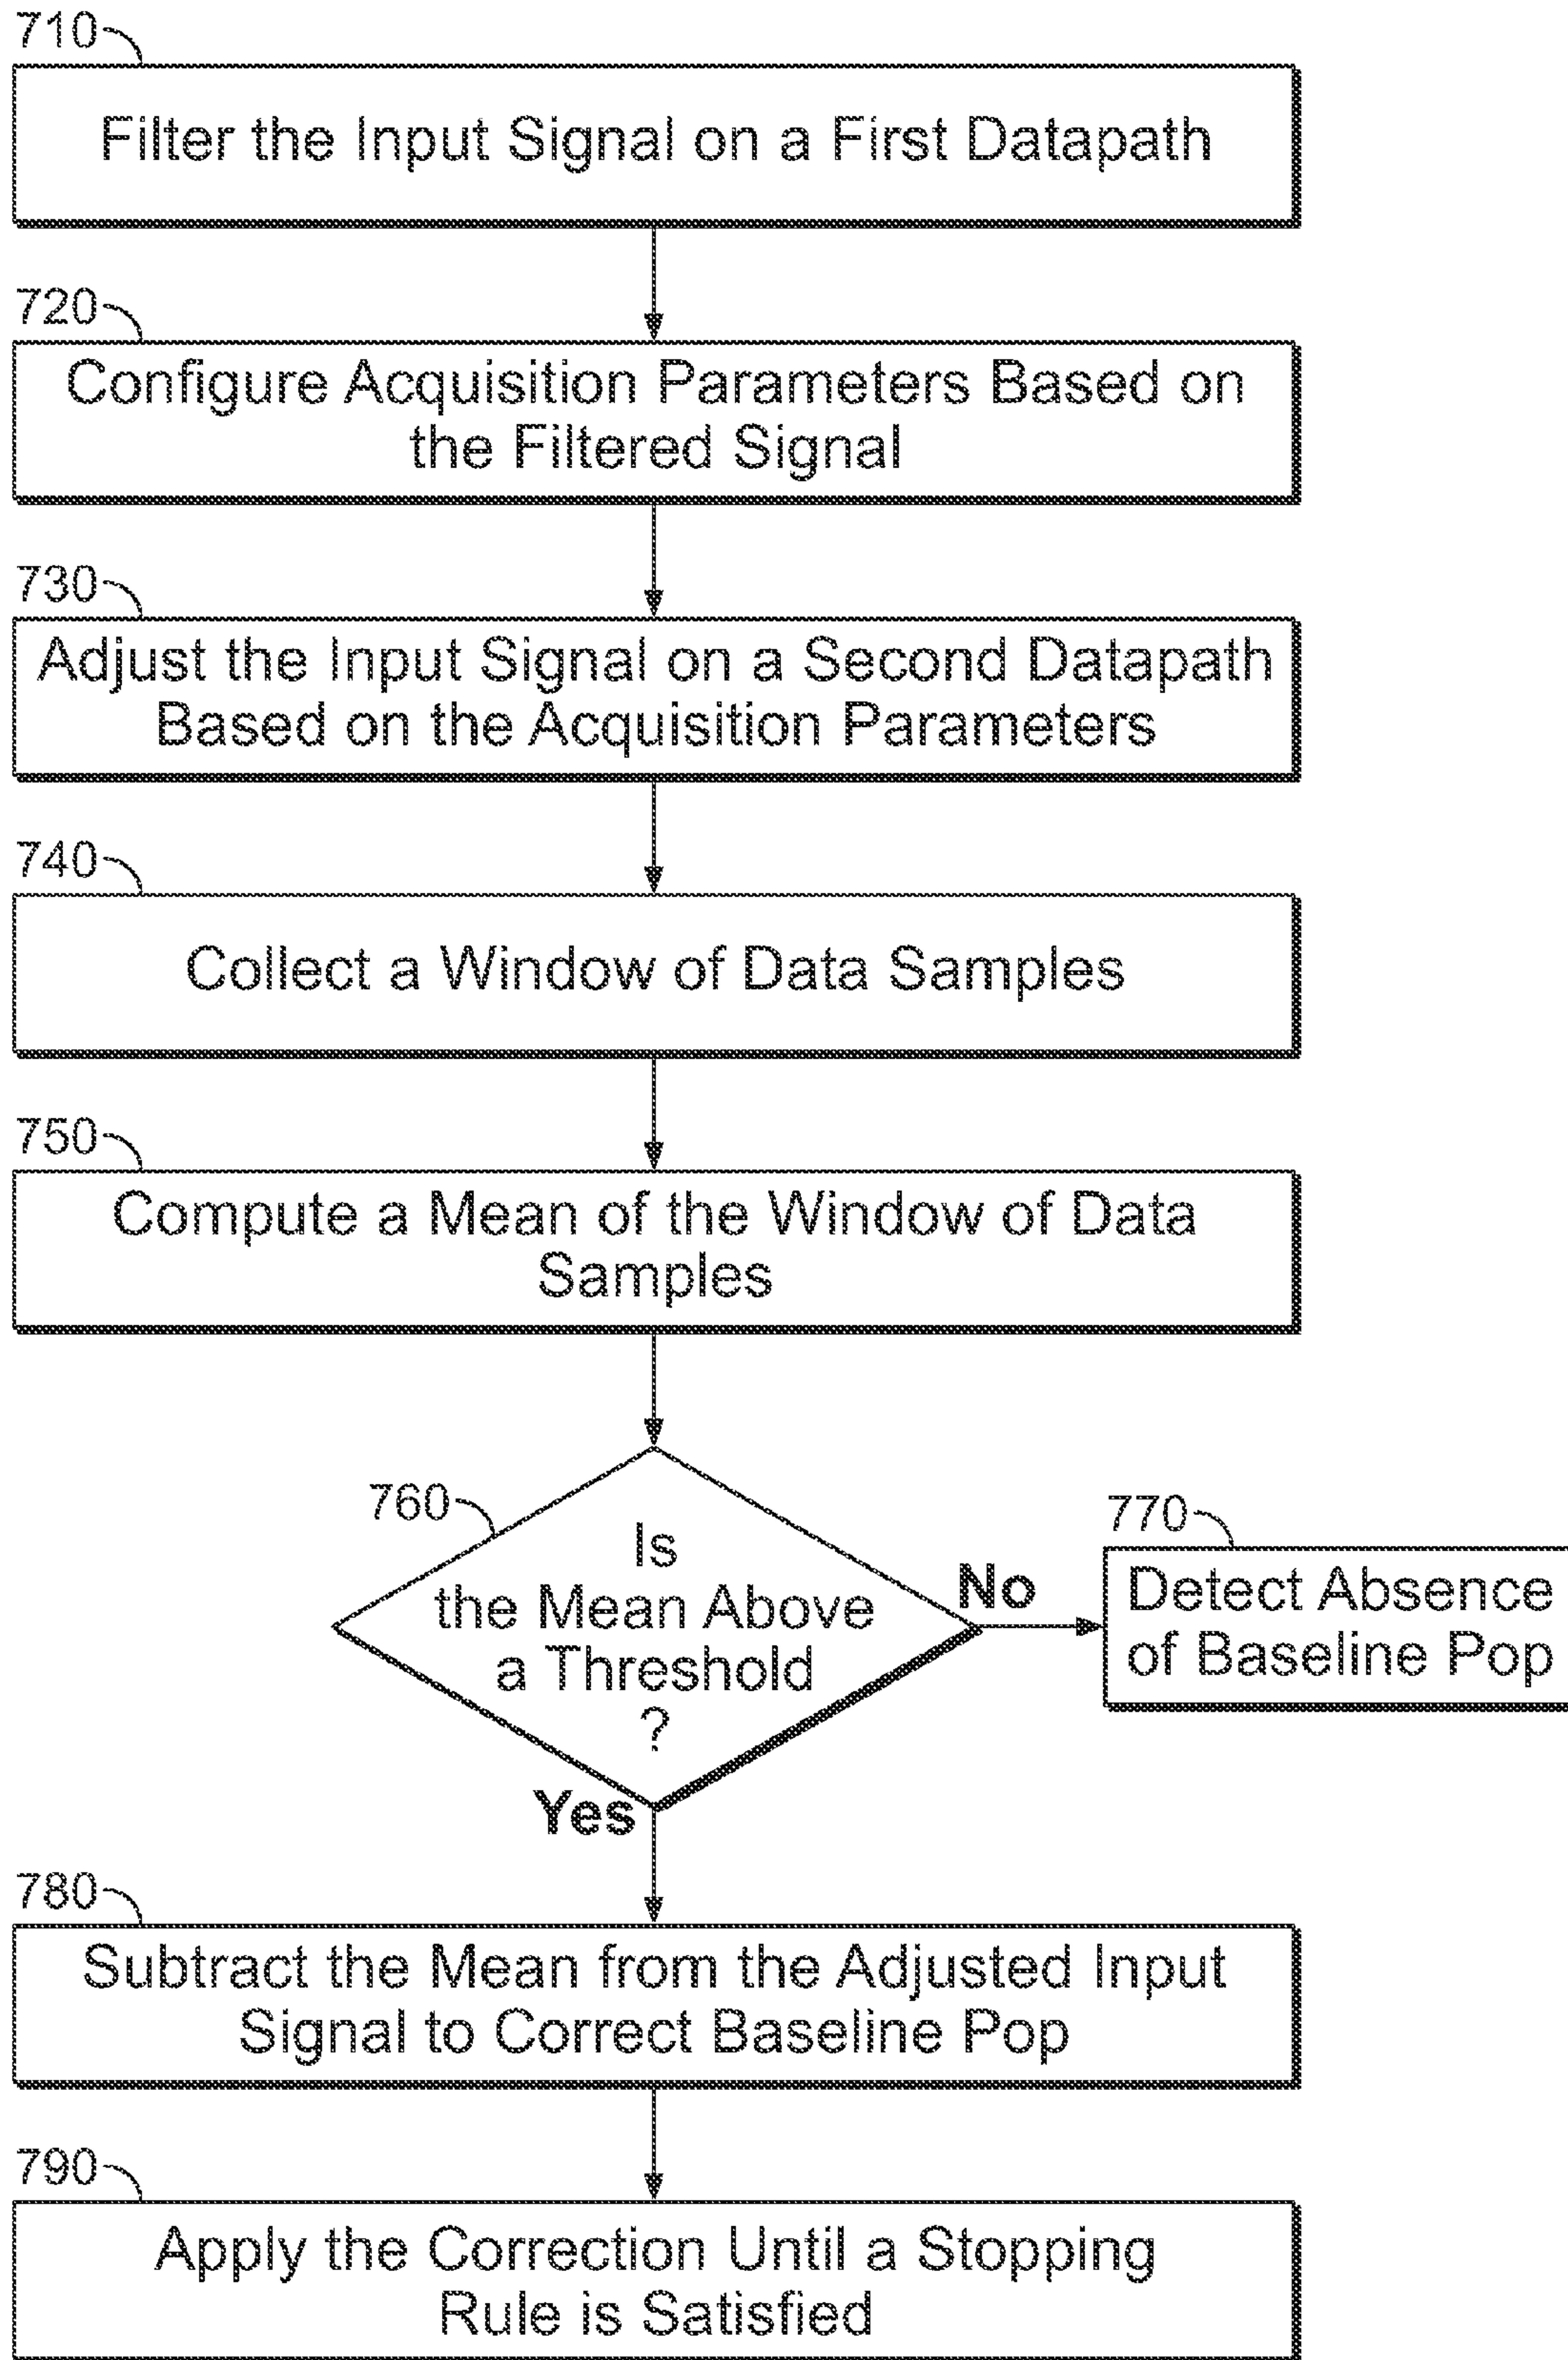 710
Filter the Input Signal on a First Datapath
720
Configure Acquisition Parameters Based on
the Filtered Signal
730
Adjust the Input Signal on a Second Datapath
Based on the Acquisition Parameters
740
Collect a Window of Data Samples
750
Compute a Mean of the Window of Data
Samples
760
Is
the Mean Above
a Threshold
?
No
770
Detect Absence
of Baseline Pop
Yes
780
Subtract the Mean from the Adjusted Input
Signal to Correct Baseline Pop
790
Apply the Correction Until a Stopping
Rule is Satisfied